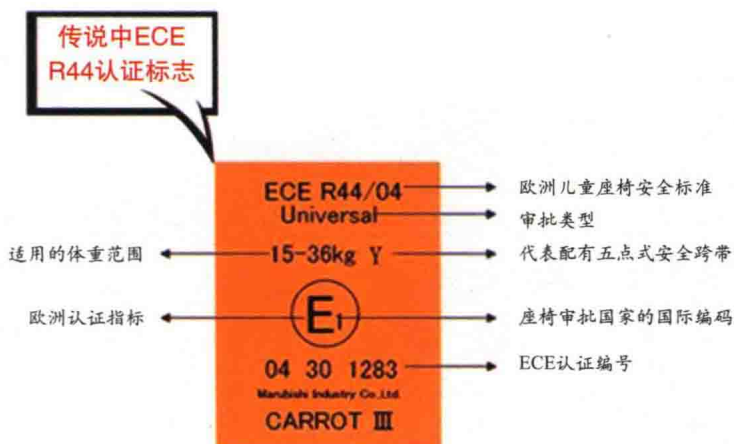 传说中ECE
R44认证标志
ECE R44/04
欧洲儿童座椅安全标准
Universal
审批类型
适用的体重范围
15-36kg Y
代表配有五点式安全跨带
欧洲认证指标
E1
座椅审批国家的国际编码
04 30 1283
ECE认证编号
Marubishi Industry Co.,Ltd.
CARROT III